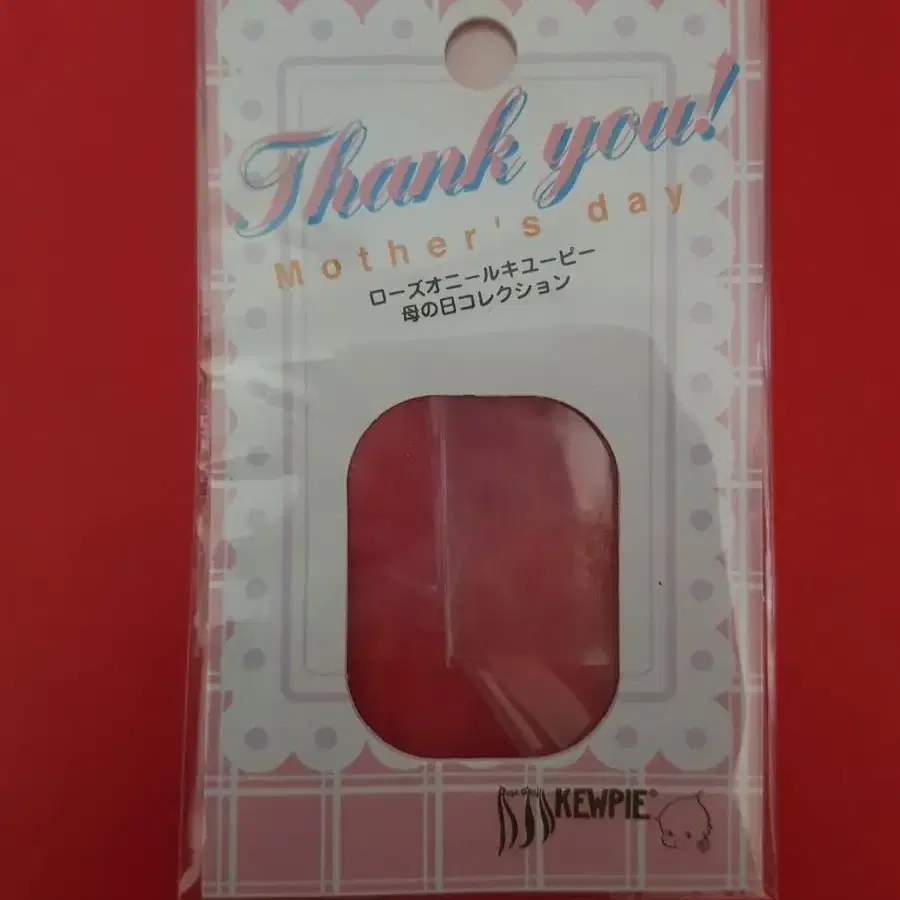 Thank you!
Mother's day
ローズオニールキユーピー
母の日コレクション
KEWPIE®